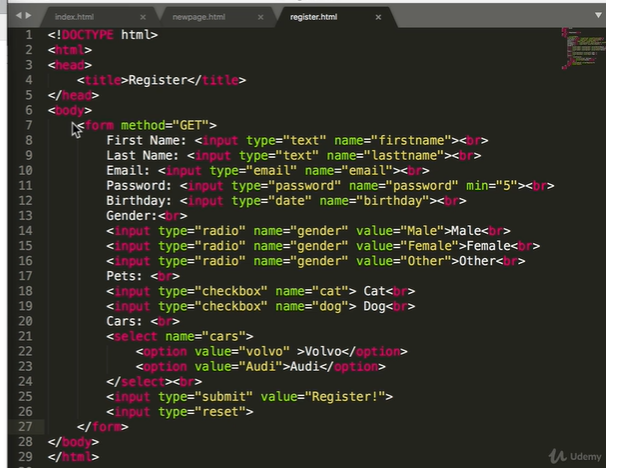 index.html × newpage.html × register.html ×
1 <!DOCTYPE html>
2 <html>
3 <head>
4 <title>Register</title>
5 </head>
6 <body>
7 <form method="GET">
8 First Name: <input type="text" name="firstname"><br>
9 Last Name: <input type="text" name="lasttname"><br>
10 Email: <input type="email" name="email"><br>
11 Password: <input type="password" name="password" min="5"><br>
12 Birthday: <input type="date" name="birthday"><br>
13 Gender:<br>
14 <input type="radio" name="gender" value="Male">Male<br>
15 <input type="radio" name="gender" value="Female">Female<br>
16 <input type="radio" name="gender" value="Other">Other<br>
17 Pets: <br>
18 <input type="checkbox" name="cat"> Cat<br>
19 <input type="checkbox" name="dog"> Dog<br>
20 Cars: <br>
21 <select name="cars">
22 <option value="volvo" >Volvo</option>
23 <option value="Audi">Audi</option>
24 </select><br>
25 <input type="submit" value="Register!">
26 <input type="reset">
27 </form>
28 </body>
29 </html>
Udemy